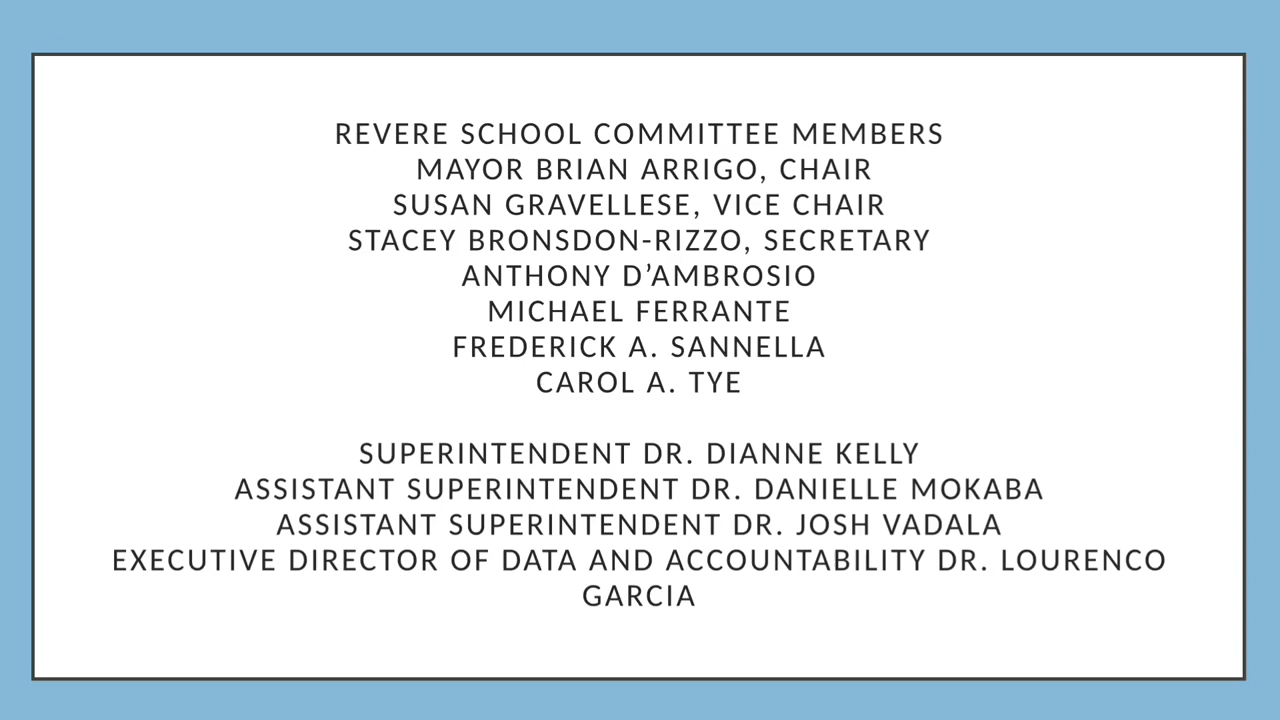 REVERE SCHOOL COMMITTEE MEMBERS
MAYOR BRIAN ARRIGO, CHAIR
SUSAN GRAVELLESE, VICE CHAIR
STACEY BRONSDON-RIZZO, SECRETARY
ANTHONY D’AMBROSIO
MICHAEL FERRANTE
FREDERICK A. SANNELLA
CAROL A. TYE
SUPERINTENDENT DR. DIANNE KELLY
ASSISTANT SUPERINTENDENT DR. DANIELLE MOKABA
ASSISTANT SUPERINTENDENT DR. JOSH VADALA
EXECUTIVE DIRECTOR OF DATA AND ACCOUNTABILITY DR. LOURENCO
GARCIA